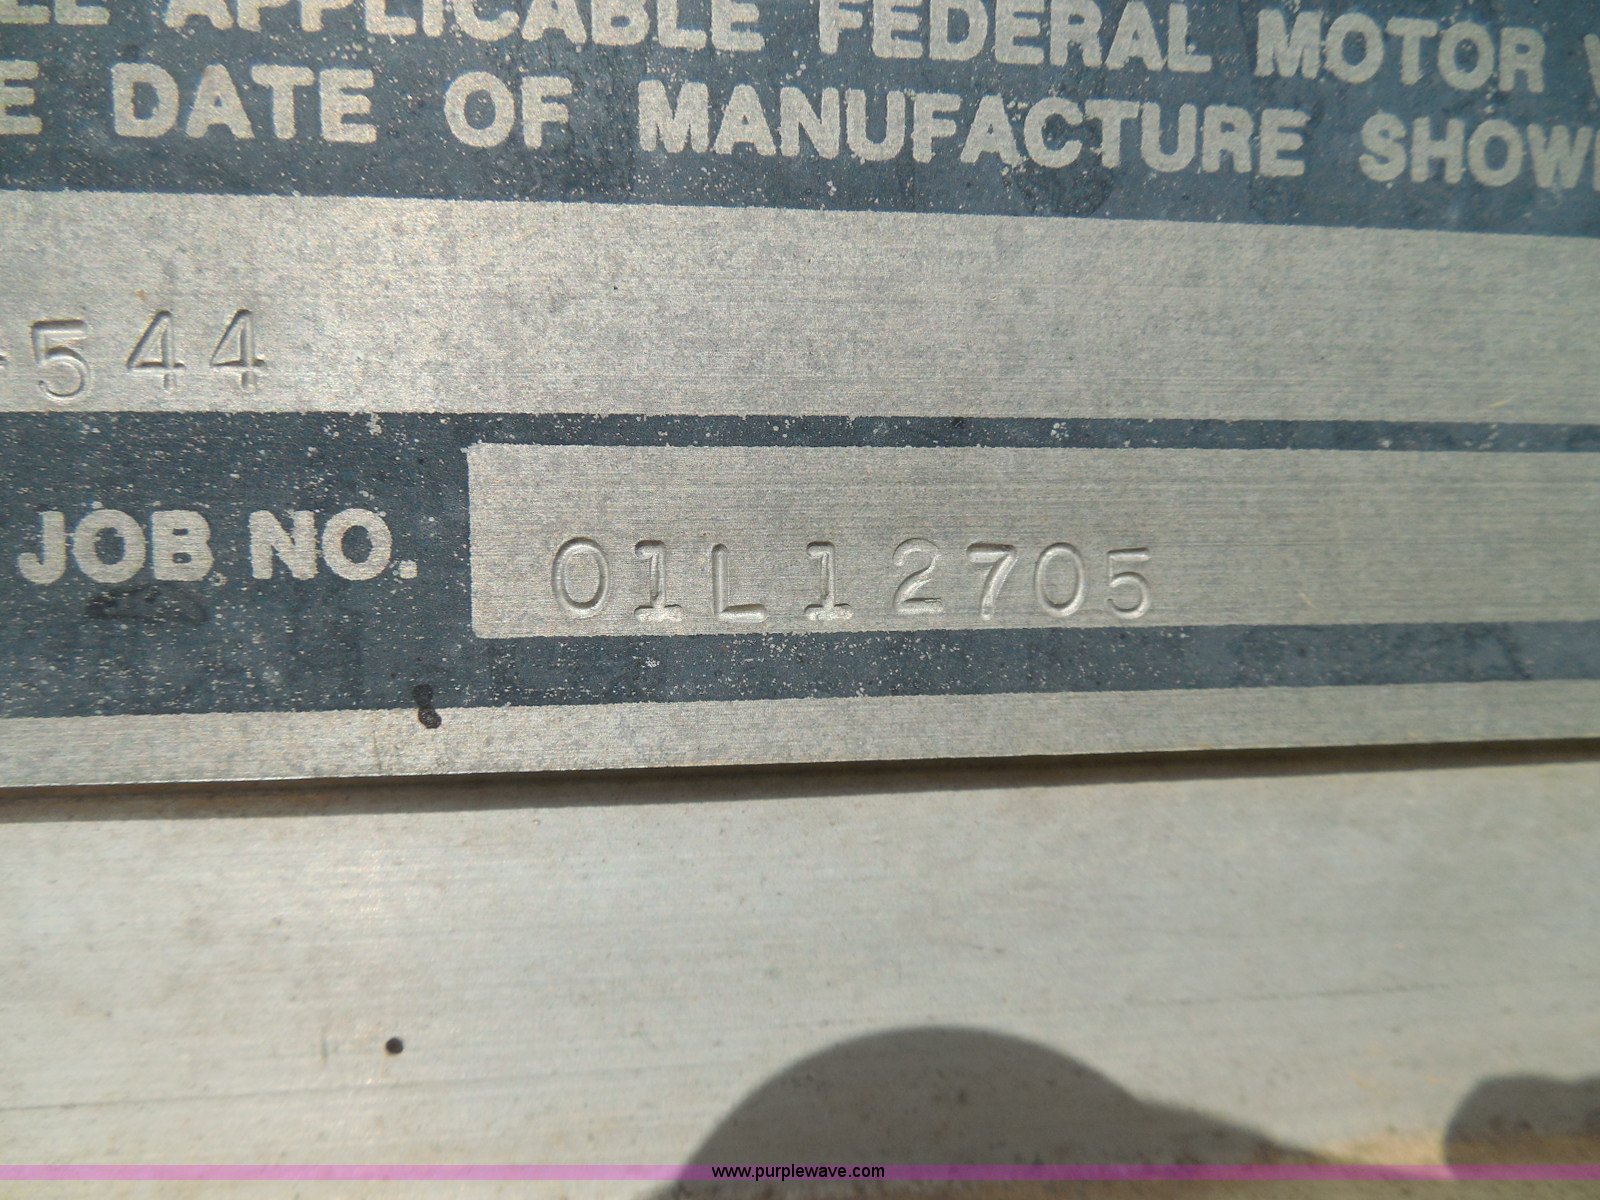 APPLICABLE FEDERAL MOTOR
DATE OF MANUFACTURE SHOW
544
JOB NO. 01L12705
www.purplewave.com